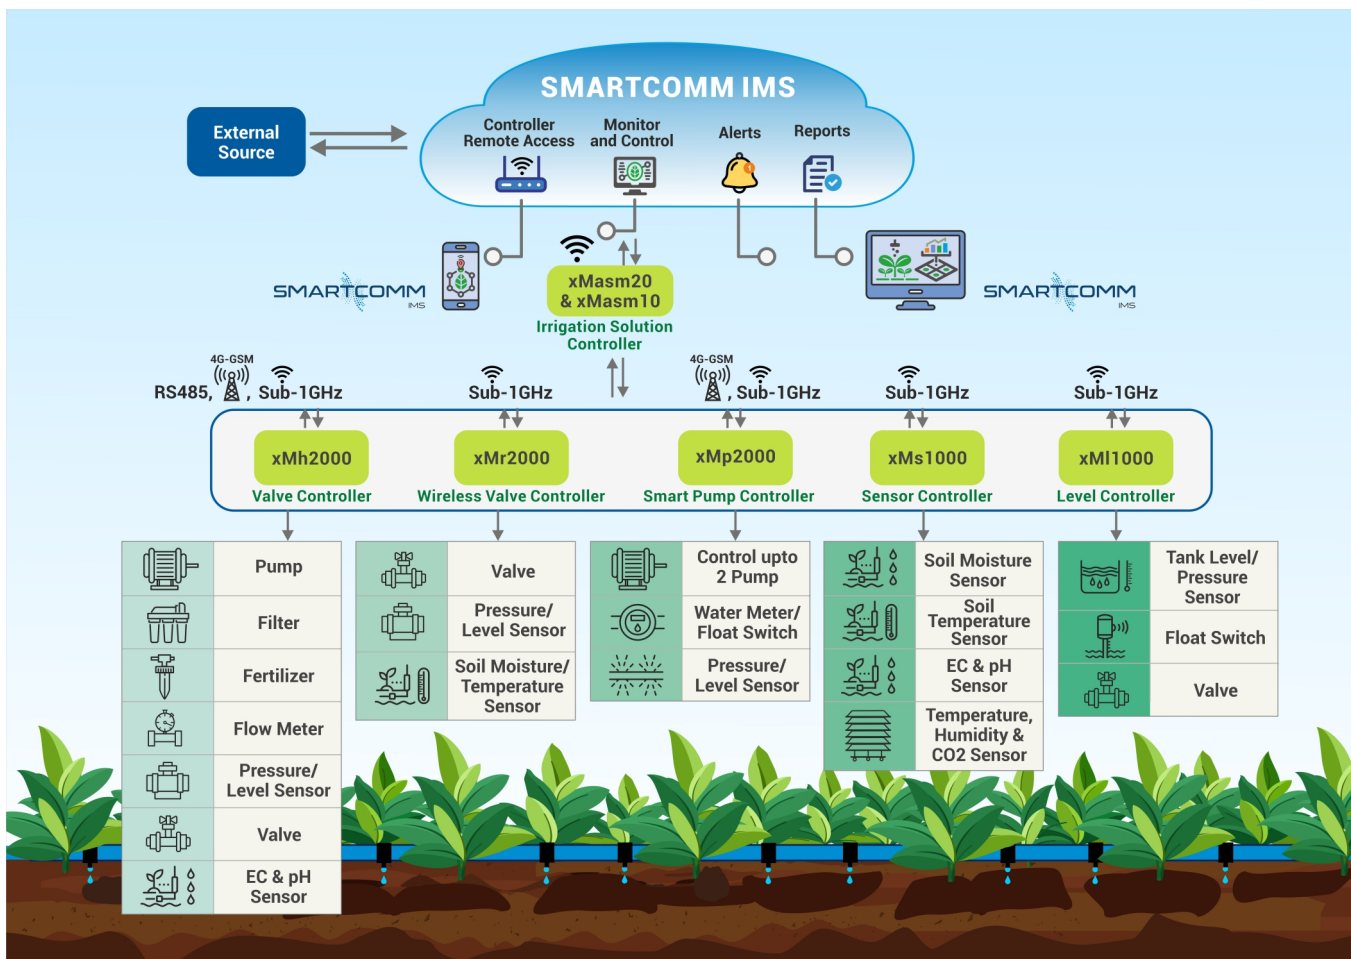 SMARTCOMM IMS
External
Source
Controller
Remote Access
Monitor
and Control
Alerts
Reports
1
SMARTCOMM
IMS
xMasm20
& xMasm10
Irrigation Solution
Controller
SMARTCOMM
IMS
RS485,
4G-GSM
, Sub-1GHz
Sub-1GHz
4G-GSM
, Sub-1GHz
Sub-1GHz
Sub-1GHz
xMh2000
Valve Controller
xMr2000
Wireless Valve Controller
xMp2000
Smart Pump Controller
xMs1000
Sensor Controller
xMl1000
Level Controller
Pump
Filter
Fertilizer
Flow Meter
Pressure/
Level Sensor
Valve
EC & pH
Sensor
Valve
Pressure/
Level Sensor
Soil Moisture/
Temperature
Sensor
Control upto
2 Pump
Water Meter/
Float Switch
Pressure/
Level Sensor
Soil Moisture
Sensor
Soil
Temperature
Sensor
EC & pH
Sensor
Temperature,
Humidity &
CO2 Sensor
Tank Level/
Pressure
Sensor
Float Switch
Valve